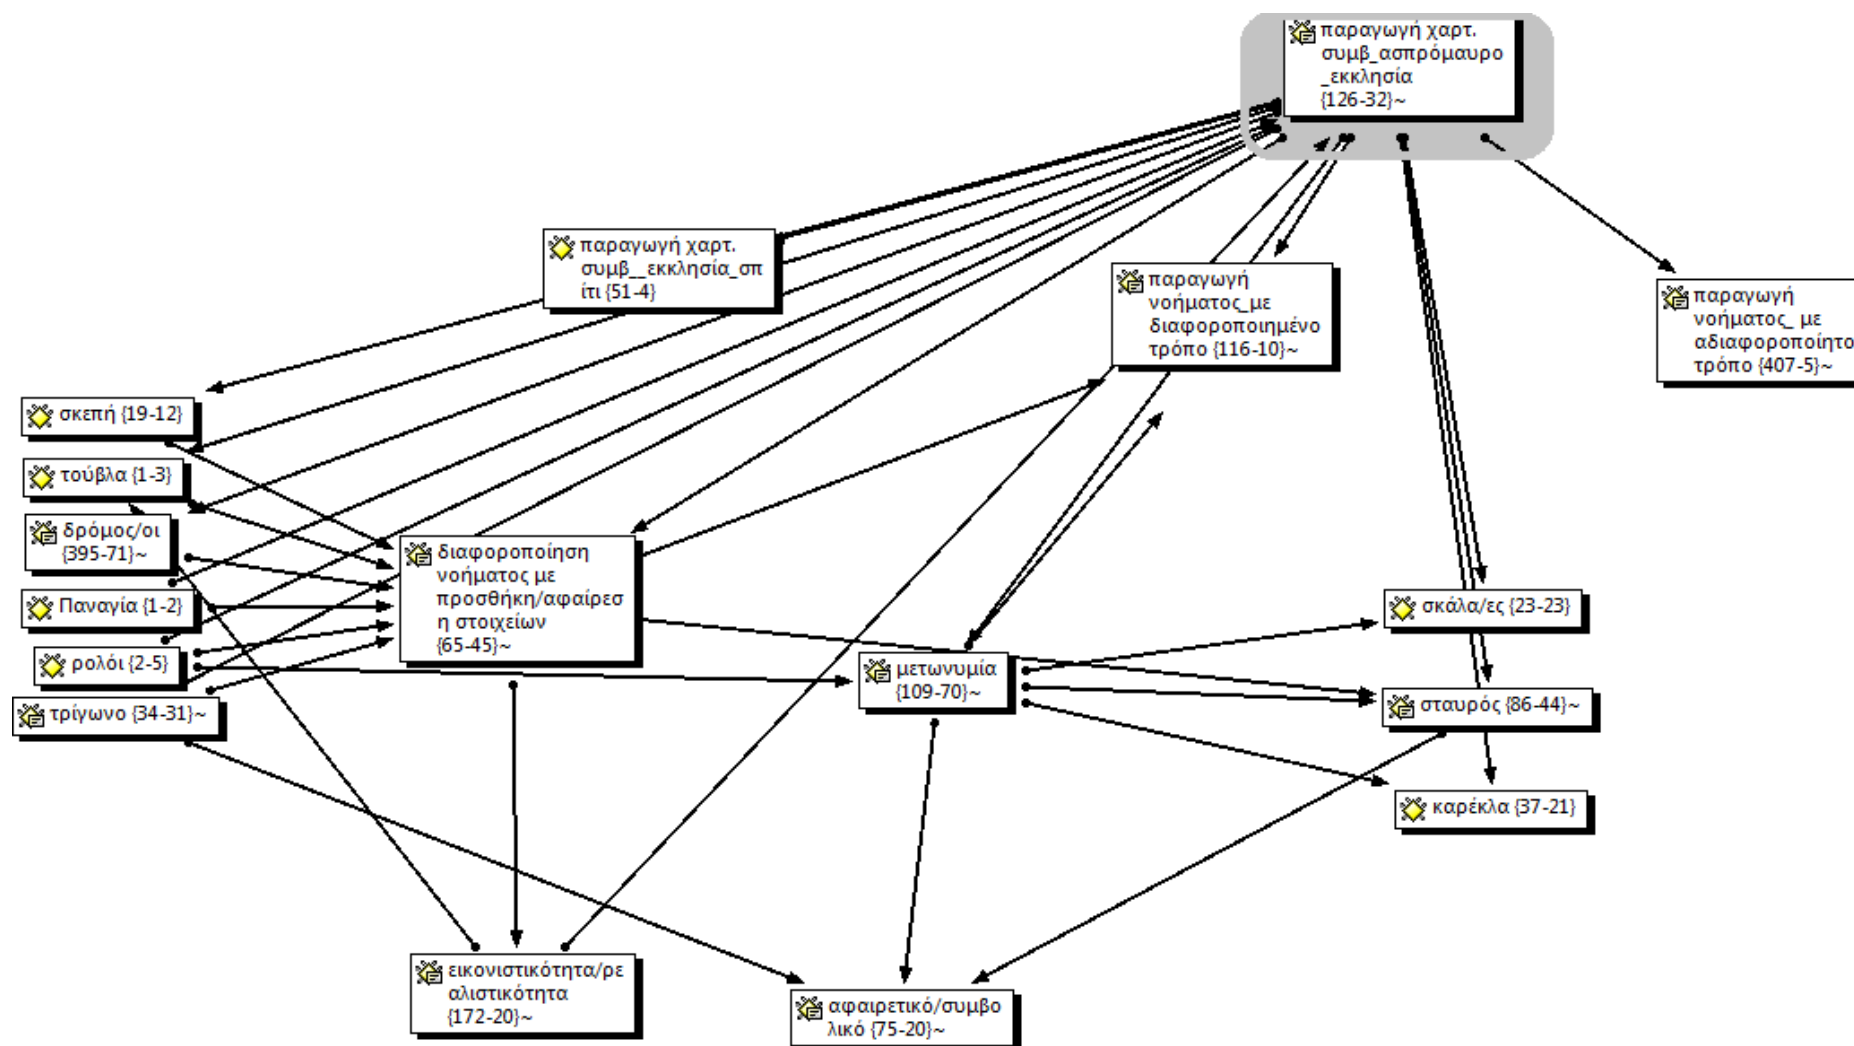 παραγωγή χαρτ.
συμβ_ασπρόμαυρο
_εκκλησία
{126-32}~
παραγωγή χαρτ.
συμβ__εκκλησία_σπ
ίτι {51-4}
παραγωγή
νοήματος_με
διαφοροποιημένο
τρόπο {116-10}~
παραγωγή
νοήματος_ με
αδιαφοροποίητο
τρόπο {407-5}~
σκεπή {19-12}
τούβλα {1-3}
δρόμος/οι
{395-71}~
Παναγία {1-2}
ρολόι {2-5}
τρίγωνο {34-31}~
διαφοροποίηση
νοήματος με
προσθήκη/αφαίρεσ
η στοιχείων
{65-45}~
μετωνυμία
{109-70}~
σκάλα/ες {23-23}
σταυρός {86-44}~
καρέκλα {37-21}
εικονιστικότητα/ρε
αλιστικότητα
{172-20}~
αφαιρετικό/συμβο
λικό {75-20}~